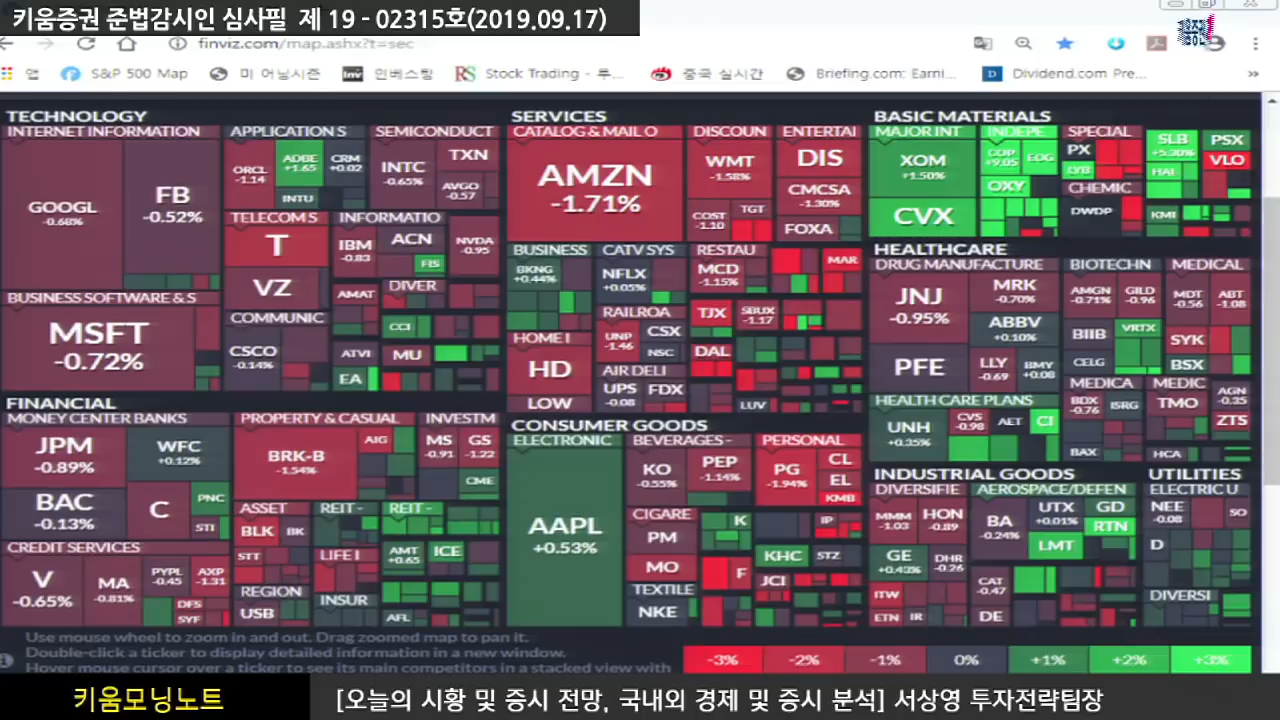 키움증권 준법감시인 심사필 제 19 - 02315호(2019.09.17)
finviz.com/map.ashx?t=sec
앱 S&P 500 Map 미 어닝시즌 Inv 인베스팅 RS Stock Trading - 투... 중국 실시간 Briefing.com: Earni... D Dividend.com Pre... »
TECHNOLOGY
INTERNET INFORMATION
GOOGL
-0.68%
FB
-0.52%
APPLICATION S
ORCL
-1.14
ADBE
+1.65
CRM
+0.02
INTU
SEMICONDUCT
INTC
-0.65%
TXN
AVGO
-0.57
NVDA
-0.95
AMAT
TELECOM S
T
VZ
INFORMATIO
IBM
-0.83
ACN
FIS
BUSINESS SOFTWARE & S
MSFT
-0.72%
COMMUNIC
CSCO
-0.14%
DIVER
CCI
ATVI
MU
EA
FINANCIAL
MONEY CENTER BANKS
JPM
-0.89%
WFC
+0.12%
BAC
-0.13%
C
PNC
STI
PROPERTY & CASUAL
BRK-B
-1.54%
AIG
INVESTM
MS
-0.91
GS
-1.22
CME
CREDIT SERVICES
V
-0.65%
MA
-0.81%
PYPL
-0.45
AXP
-1.31
DFS
SYF
ASSET
BLK
BK
STT
REIT -
REIT -
AMT
+0.65
ICE
LIFE I
REGION
USB
INSUR
AFL
SERVICES
CATALOG & MAIL O
AMZN
-1.71%
DISCOUN
WMT
-1.58%
COST
-1.10
TGT
ENTERTAI
DIS
CMCSA
-1.30%
FOXA
BUSINESS
BKNG
+0.44%
CATV SYS
NFLX
+0.05%
RESTAU
MCD
-1.15%
SBUX
-1.17
MAR
RAILROA
UNP
-1.46
CSX
NSC
TJX
DAL
HOME I
HD
LOW
AIR DELI
UPS
-0.08
FDX
LUV
CONSUMER GOODS
ELECTRONIC
AAPL
+0.53%
BEVERAGES -
KO
-0.55%
PEP
-1.14%
PERSONAL
PG
-1.94%
CL
EL
KMB
CIGARE
PM
MO
K
IP
KHC
STZ
TEXTILE
NKE
F
JCI
BASIC MATERIALS
MAJOR INT
XOM
+1.50%
CVX
INDEPE
COP
+9.05
EOG
OXY
SPECIAL
PX
LYB
CHEMIC
DWDP
SLB
+5.30%
HAL
PSX
VLO
KMI
HEALTHCARE
DRUG MANUFACTURE
JNJ
-0.95%
MRK
-0.70%
ABBV
+0.10%
PFE
LLY
-0.69
BMY
+0.08
BIOTECHN
AMGN
-0.71%
GILD
-0.96
BIIB
VRTX
CELG
MEDICAL
MDT
-0.56
ABT
-1.08
SYK
BSX
HEALTH CARE PLANS
UNH
+0.35%
CVS
-0.98
AET
CI
MEDICA
BDX
-0.76
ISRG
BAX
MEDIC
TMO
AGN
-0.35
ZTS
HCA
INDUSTRIAL GOODS
DIVERSIFIE
MMM
-1.03
HON
-0.89
GE
+0.43%
DHR
-0.26
ITW
ETN
IR
AEROSPACE/DEFEN
BA
-0.24%
UTX
+0.01%
GD
RTN
LMT
CAT
-0.47
DE
UTILITIES
ELECTRIC U
NEE
-0.08
SO
D
DIVERSI
Use mouse wheel to zoom in and out. Drag zoomed map to pan it.
Double-click a ticker to display detailed information in a new window.
Hover mouse cursor over a ticker to see its main competitors in a stacked view with
-3% -2% -1% 0% +1% +2% +3%
키움모닝노트 [오늘의 시황 및 증시 전망, 국내외 경제 및 증시 분석] 서상영 투자전략팀장